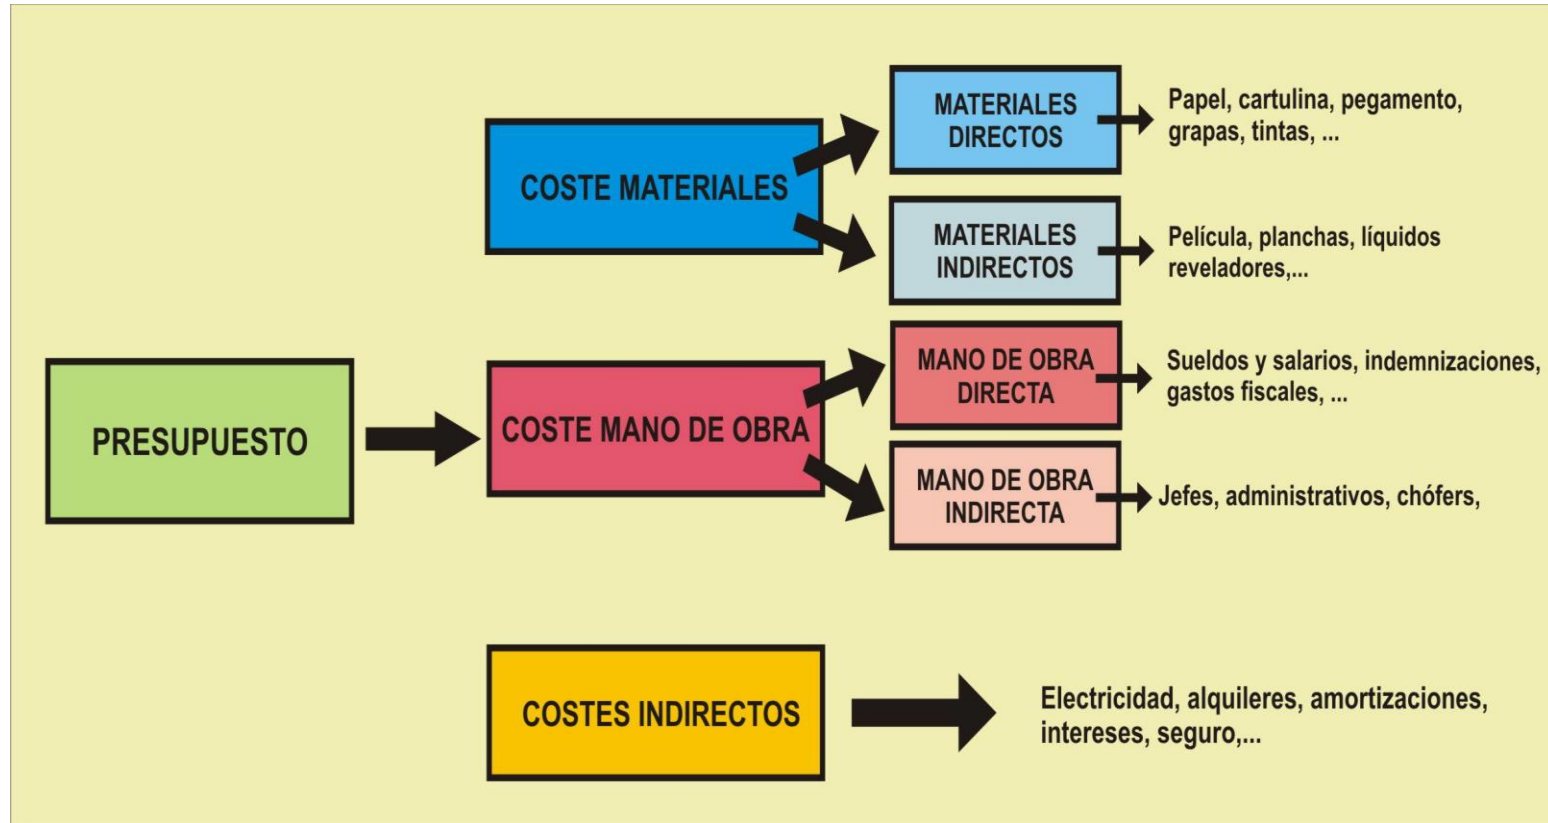 PRESUPUESTO
COSTE MATERIALES
MATERIALES
DIRECTOS
Papel, cartulina, pegamento,
grapas, tintas, ...
MATERIALES
INDIRECTOS
Película, planchas, líquidos
reveladores,...
COSTE MANO DE OBRA
MANO DE OBRA
DIRECTA
Sueldos y salarios, indemnizaciones,
gastos fiscales, ...
MANO DE OBRA
INDIRECTA
Jefes, administrativos, chófers,
COSTES INDIRECTOS
Electricidad, alquileres, amortizaciones,
intereses, seguro,...